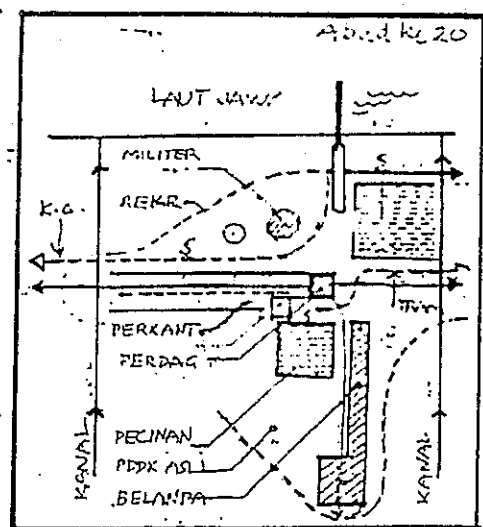 Abad ke 20
LAUT JAWA
MILITER
REKR
K.A.
S
S
PERKANT
PERDAG
PECINAN
PDDK ASLI
BELANDA
KANAL
KANAL